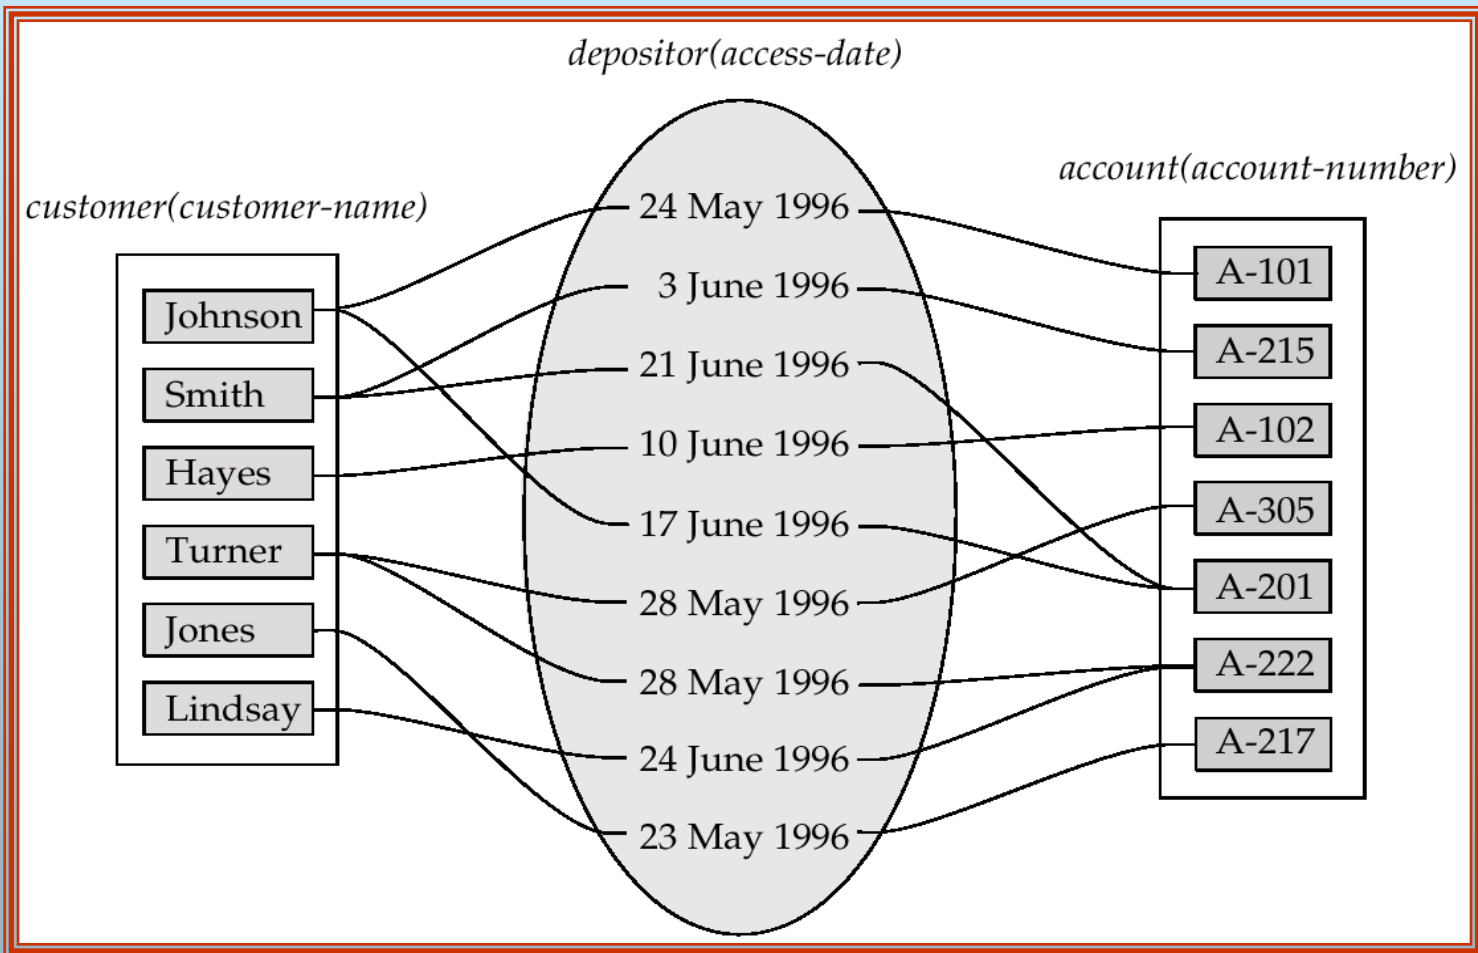 depositor(access-date)
customer(customer-name)
account(account-number)
Johnson
Smith
Hayes
Turner
Jones
Lindsay
24 May 1996
3 June 1996
21 June 1996
10 June 1996
17 June 1996
28 May 1996
28 May 1996
24 June 1996
23 May 1996
A-101
A-215
A-102
A-305
A-201
A-222
A-217